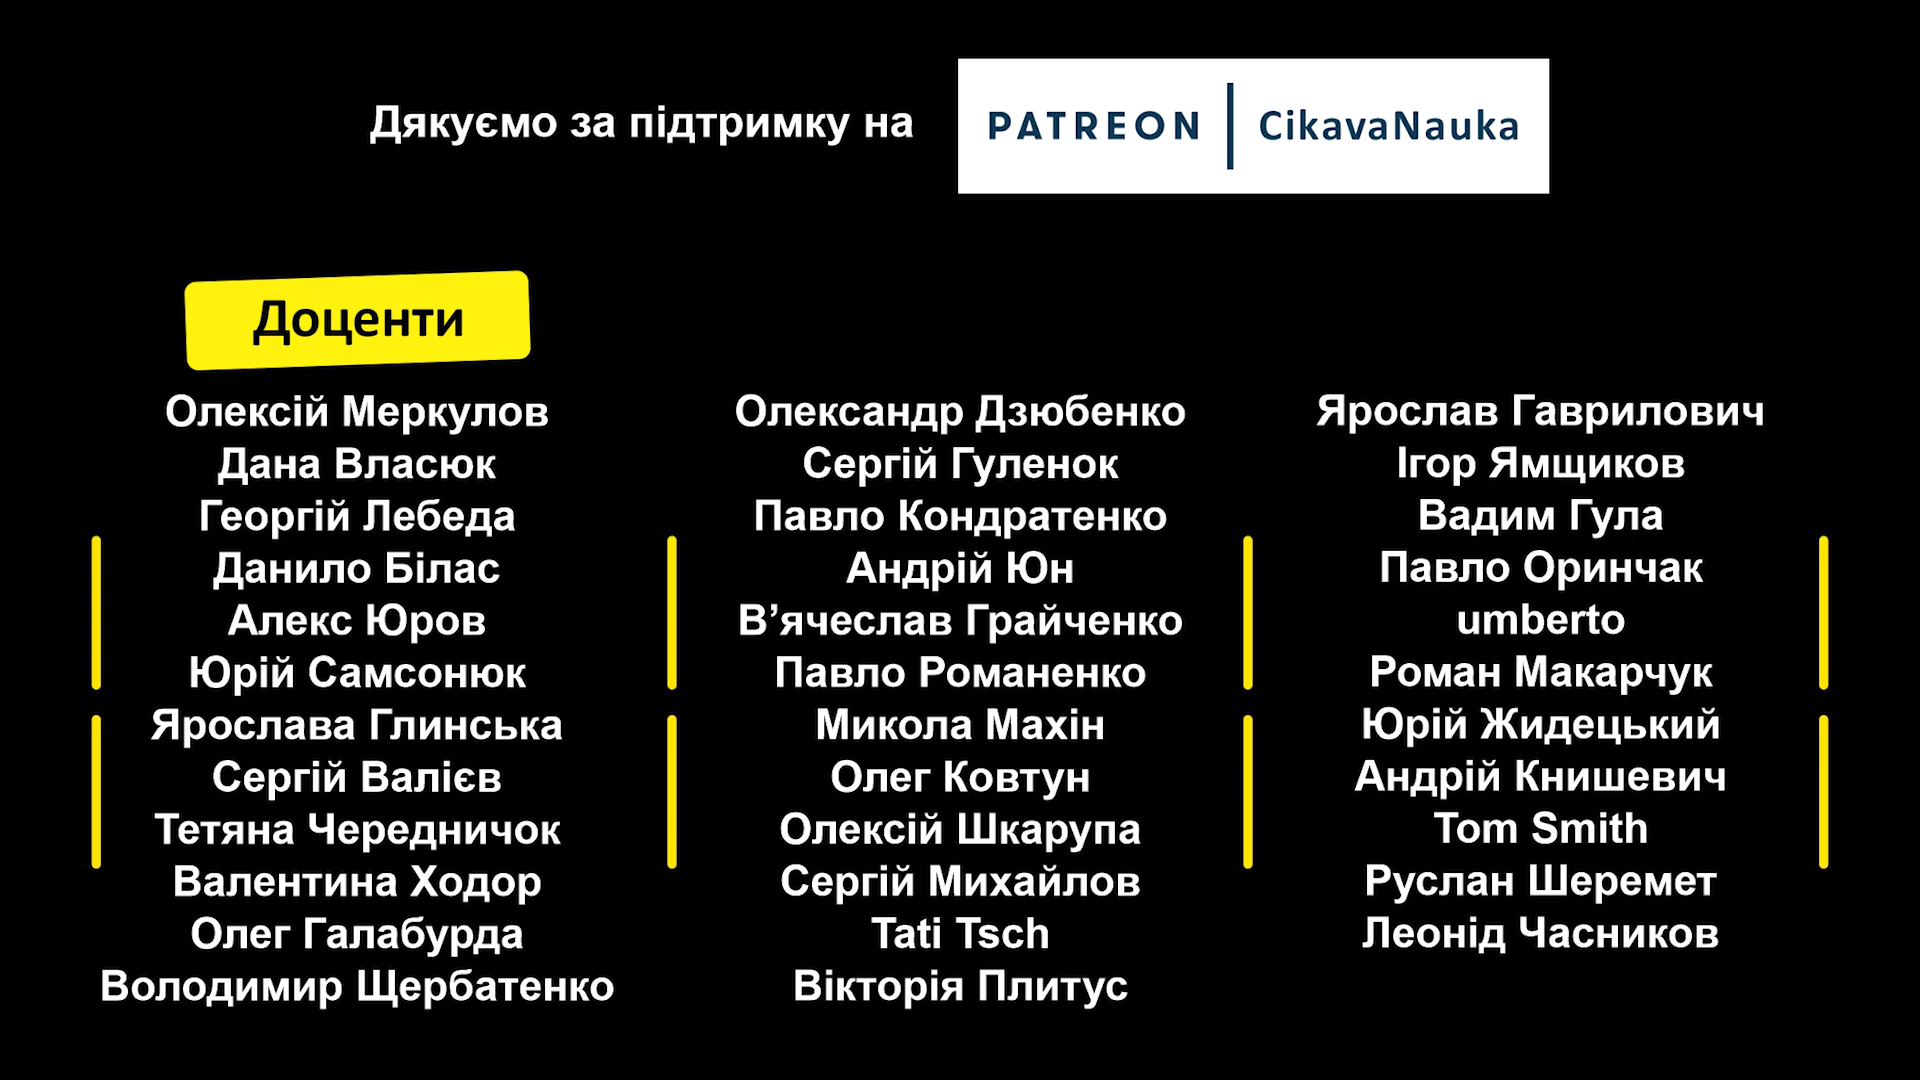 Дякуємо за підтримку на
PATREON | CikavaNauka
Доценти
Олексій Меркулов
Дана Власюк
Георгій Лебеда
Данило Білас
Алекс Юров
Юрій Самсонюк
Ярослава Глинська
Сергій Валієв
Тетяна Чередничок
Валентина Ходор
Олег Галабурда
Володимир Щербатенко
Олександр Дзюбенко
Сергій Гуленок
Павло Кондратенко
Андрій Юн
В’ячеслав Грайченко
Павло Романенко
Микола Махін
Олег Ковтун
Олексій Шкарупа
Сергій Михайлов
Tati Tsch
Вікторія Плитус
Ярослав Гаврилович
Ігор Ямщиков
Вадим Гула
Павло Оринчак
umberto
Роман Макарчук
Юрій Жидецький
Андрій Книшевич
Tom Smith
Руслан Шеремет
Леонід Часников